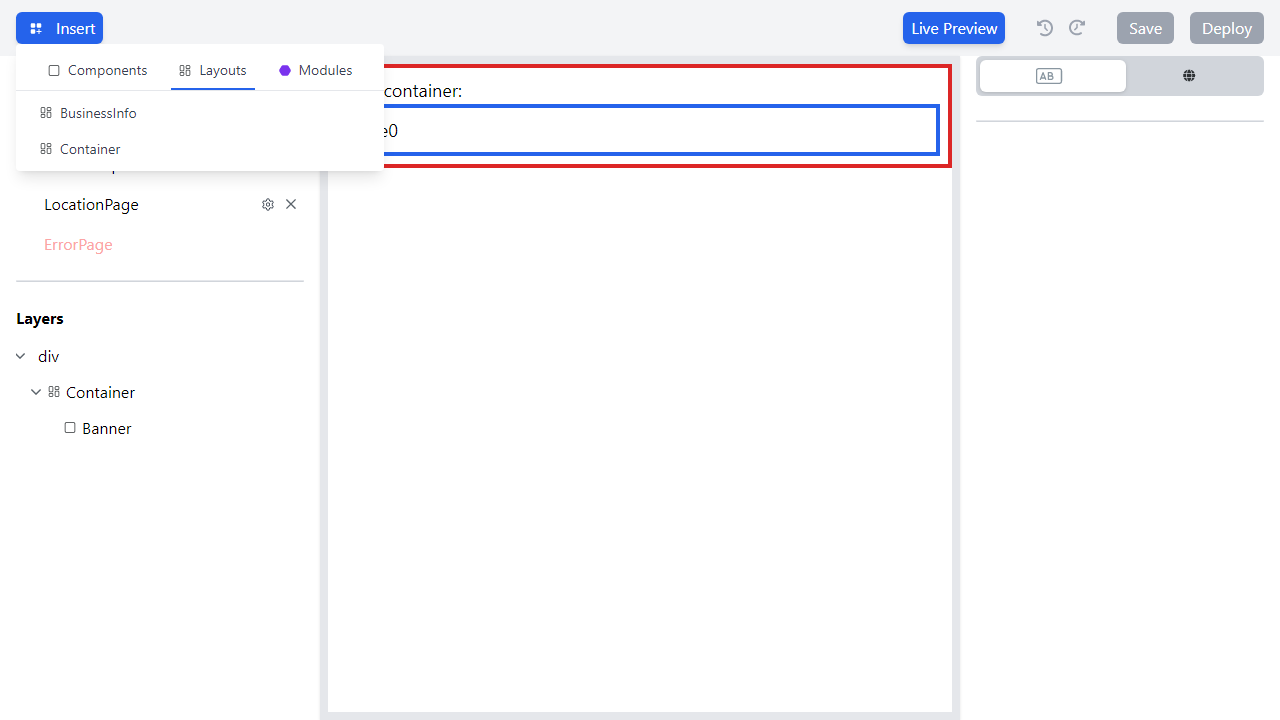 Insert
Live Preview
Save
Deploy
Components
Layouts
Modules
BusinessInfo
Container
container:
e0
AB
LocationPage
ErrorPage
Layers
div
Container
Banner